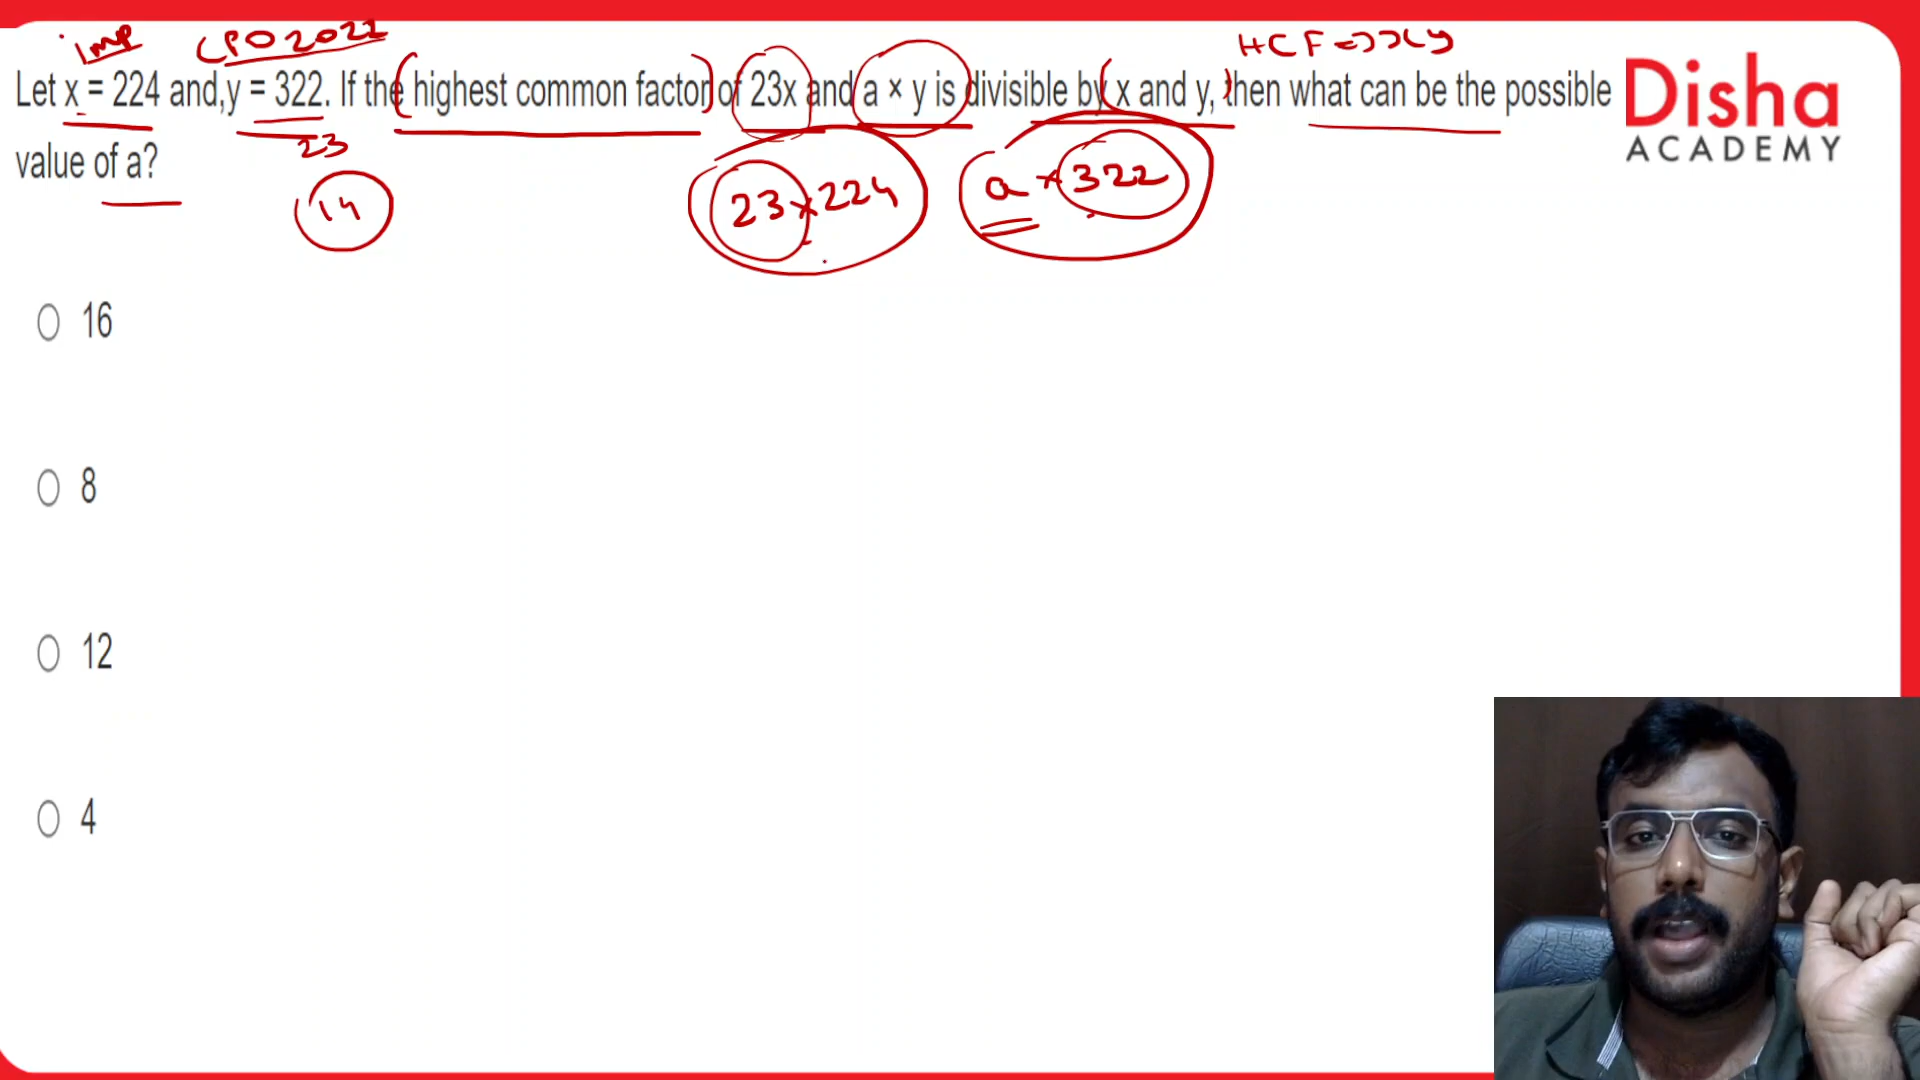 imp CPO 2022 HCF => x y
Let x = 224 and,y = 322. If the highest common factor of 23x and a × y is divisible by x and y, then what can be the possible
value of a?
Disha
ACADEMY
23
14
23 × 224
a × 322
16
8
12
4